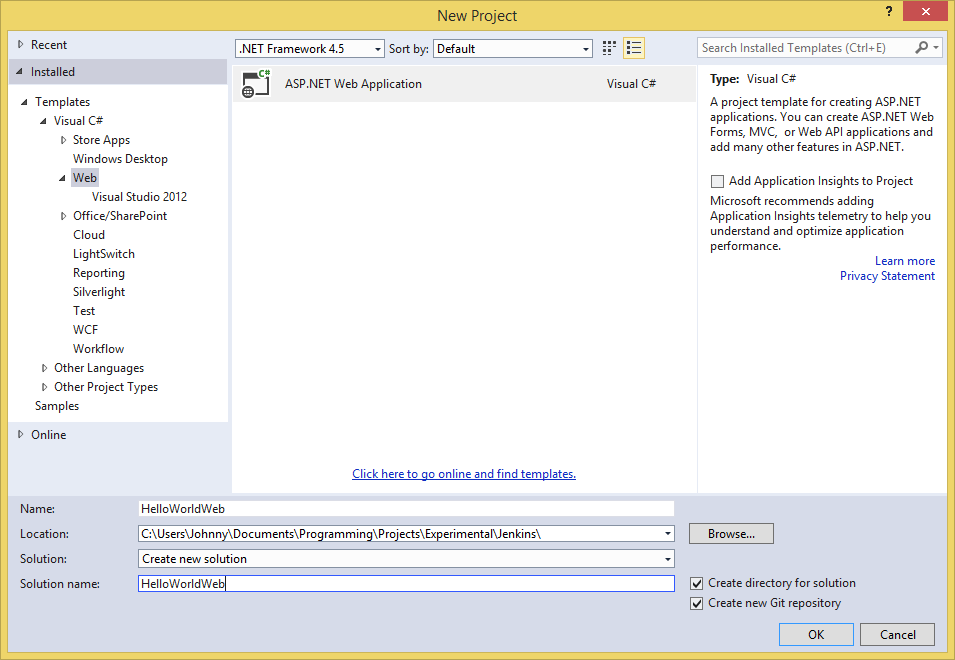 New Project
?
Recent
Installed
Templates
Visual C#
Store Apps
Windows Desktop
Web
Visual Studio 2012
Office/SharePoint
Cloud
LightSwitch
Reporting
Silverlight
Test
WCF
Workflow
Other Languages
Other Project Types
Samples
Online
.NET Framework 4.5
Sort by:
Default
C#
ASP.NET Web Application
Visual C#
Click here to go online and find templates.
Search Installed Templates (Ctrl+E)
Type: Visual C#
A project template for creating ASP.NET
applications. You can create ASP.NET Web
Forms, MVC, or Web API applications and
add many other features in ASP.NET.
Add Application Insights to Project
Microsoft recommends adding
Application Insights telemetry to help you
understand and optimize application
performance.
Learn more
Privacy Statement
Name:
HelloWorldWeb
Location:
C:\Users\Johnny\Documents\Programming\Projects\Experimental\Jenkins\
Browse...
Solution:
Create new solution
Solution name:
HelloWorldWeb
Create directory for solution
Create new Git repository
OK
Cancel